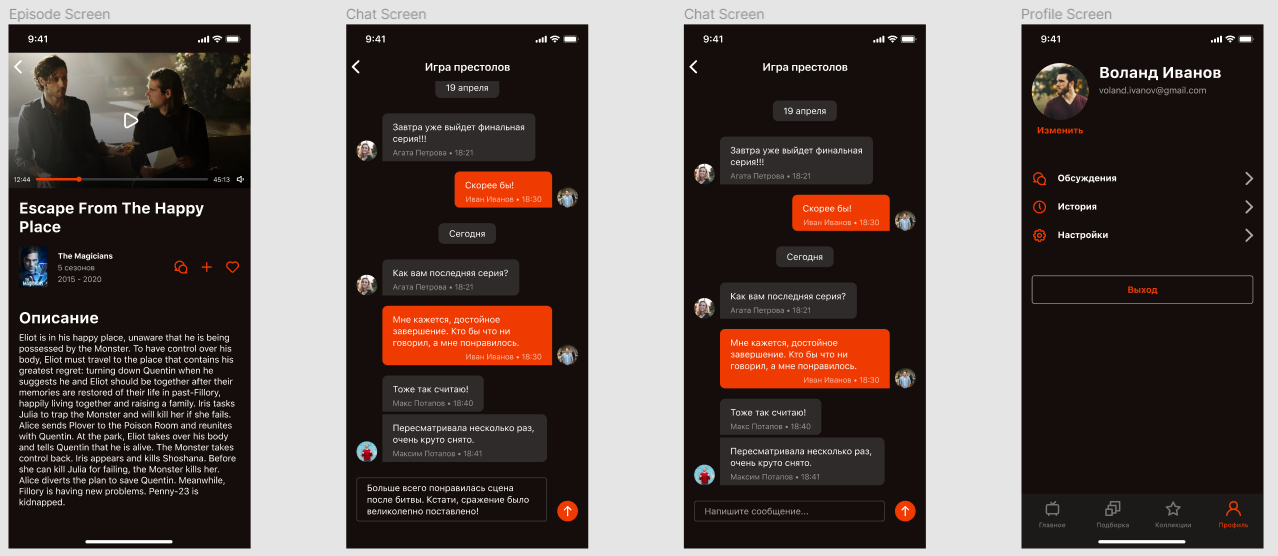 Episode Screen
9:41
12:44
45:13
Escape From The Happy
Place
The Magicians
5 сезонов
2015 - 2020
Описание
Eliot is in his happy place, unaware that he is being
possessed by the Monster. To have control over his
body, Eliot must travel to the place that contains his
greatest regret: turning down Quentin when he
suggests he and Eliot should be together after their
memories are restored of their life in past-Fillory,
happily living together and raising a family. Iris tasks
Julia to trap the Monster and will kill her if she fails.
Alice sends Plover to the Poison Room and reunites
with Quentin. At the park, Eliot takes over his body
and tells Quentin that he is alive. The Monster takes
control back. Iris appears and kills Shoshana. Before
she can kill Julia for failing, the Monster kills her.
Alice diverts the plan to save Quentin. Meanwhile,
Fillory is having new problems. Penny-23 is
kidnapped.
Chat Screen
9:41
Игра престолов
19 апреля
Завтра уже выйдет финальная
серия!!!
Агата Петрова • 18:21
Скорее бы!
Иван Иванов • 18:30
Сегодня
Как вам последняя серия?
Агата Петрова • 18:21
Мне кажется, достойное
завершение. Кто бы что ни
говорил, а мне понравилось.
Иван Иванов • 18:30
Тоже так считаю!
Макс Потапов • 18:40
Пересматривала несколько раз,
очень круто снято.
Максим Потапов • 18:41
Больше всего понравилась сцена
после битвы. Кстати, сражение было
великолепно поставлено!
Chat Screen
9:41
Игра престолов
19 апреля
Завтра уже выйдет финальная
серия!!!
Агата Петрова • 18:21
Скорее бы!
Иван Иванов • 18:30
Сегодня
Как вам последняя серия?
Агата Петрова • 18:21
Мне кажется, достойное
завершение. Кто бы что ни
говорил, а мне понравилось.
Иван Иванов • 18:30
Тоже так считаю!
Макс Потапов • 18:40
Пересматривала несколько раз,
очень круто снято.
Максим Потапов • 18:41
Напишите сообщение...
Profile Screen
9:41
Воланд Иванов
voland.ivanov@gmail.com
Изменить
Обсуждения
История
Настройки
Выход
Главное
Подборка
Коллекции
Профиль